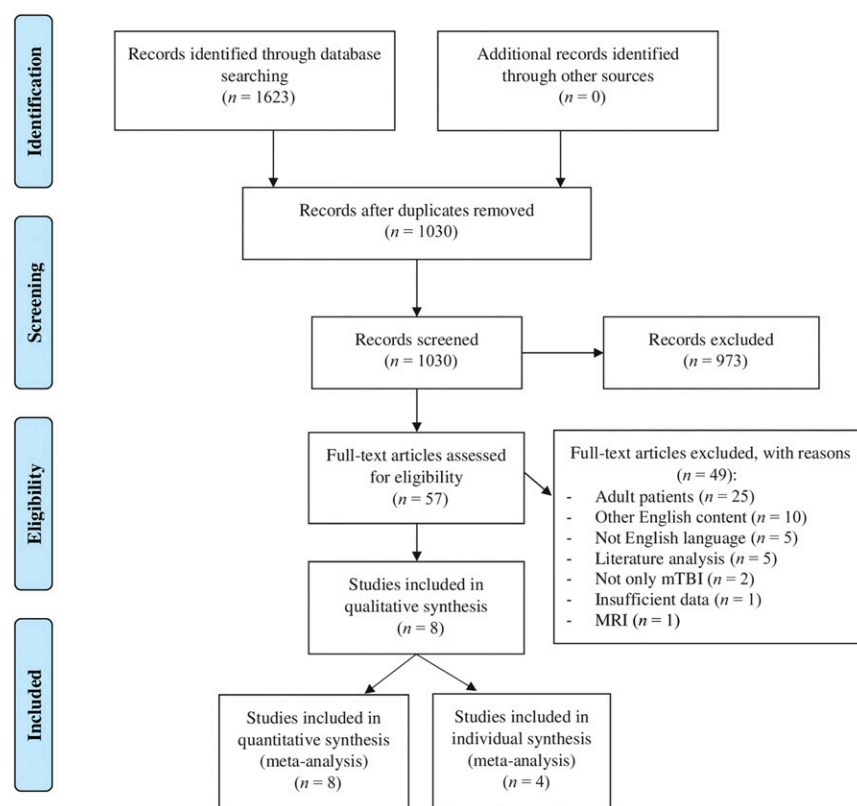 Identification
Records identified through database
searching
(n = 1623)
Additional records identified
through other sources
(n = 0)
Records after duplicates removed
(n = 1030)
Screening
Records screened
(n = 1030)
Records excluded
(n = 973)
Eligibility
Full-text articles assessed
for eligibility
(n = 57)
Full-text articles excluded, with reasons
(n = 49):
- Adult patients (n = 25)
- Other English content (n = 10)
- Not English language (n = 5)
- Literature analysis (n = 5)
- Not only mTBI (n = 2)
- Insufficient data (n = 1)
- MRI (n = 1)
Studies included in
qualitative synthesis
(n = 8)
Included
Studies included in
quantitative synthesis
(meta-analysis)
(n = 8)
Studies included in
individual synthesis
(meta-analysis)
(n = 4)